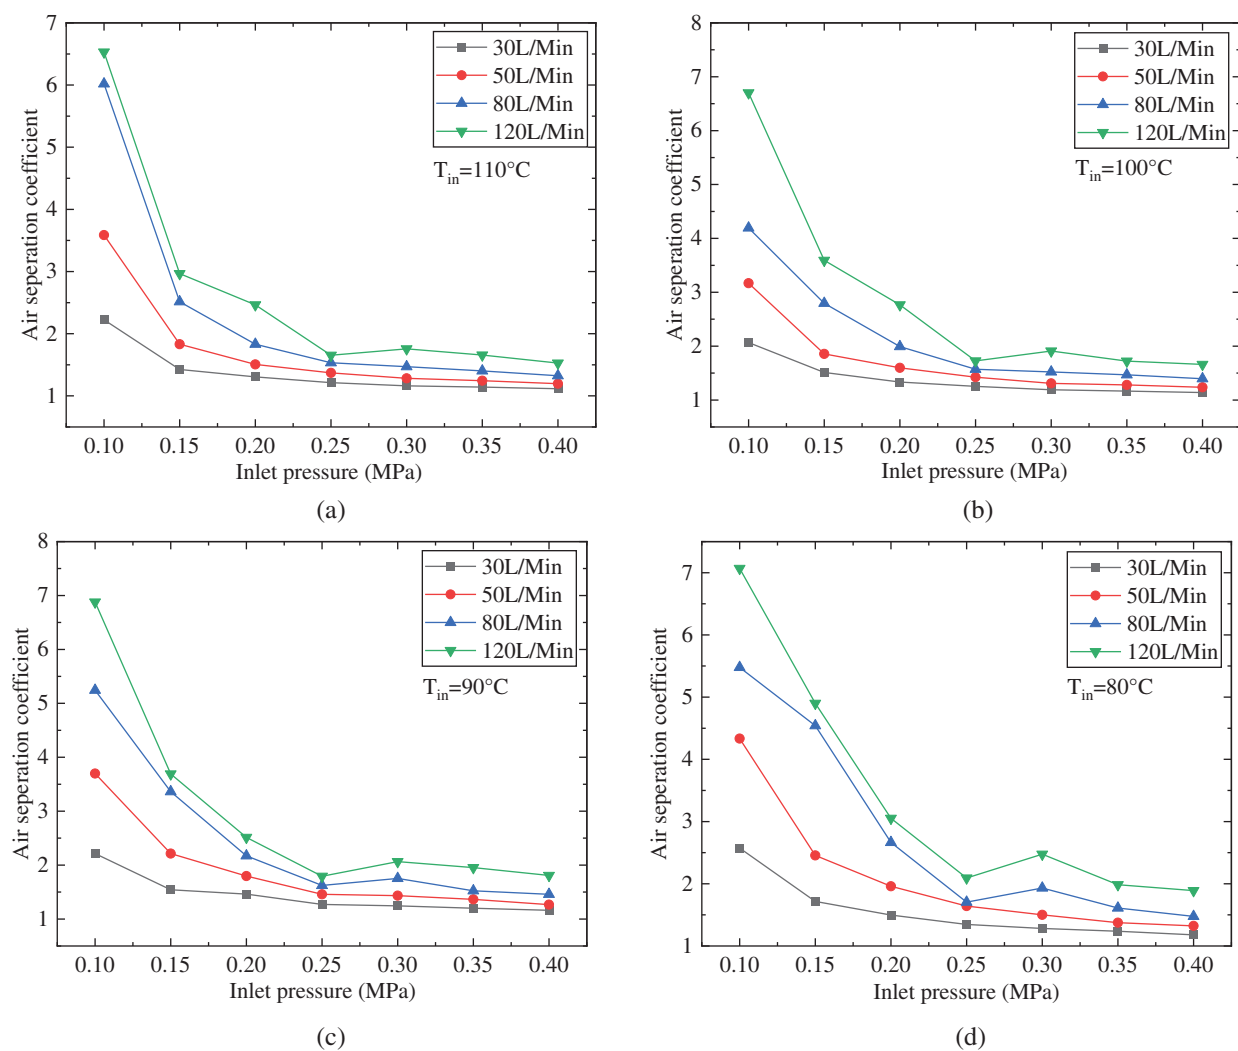 7
6
5
4
3
2
1
Air seperation coefficient
30L/Min
50L/Min
80L/Min
120L/Min
T_in=110°C
0.10 0.15 0.20 0.25 0.30 0.35 0.40
Inlet pressure (MPa)
(a)
8
7
6
5
4
3
2
1
Air seperation coefficient
30L/Min
50L/Min
80L/Min
120L/Min
T_in=100°C
0.10 0.15 0.20 0.25 0.30 0.35 0.40
Inlet pressure (MPa)
(b)
8
7
6
5
4
3
2
1
Air seperation coefficient
30L/Min
50L/Min
80L/Min
120L/Min
T_in=90°C
0.10 0.15 0.20 0.25 0.30 0.35 0.40
Inlet pressure (MPa)
(c)
7
6
5
4
3
2
1
Air seperation coefficient
30L/Min
50L/Min
80L/Min
120L/Min
T_in=80°C
0.10 0.15 0.20 0.25 0.30 0.35 0.40
Inlet pressure (MPa)
(d)